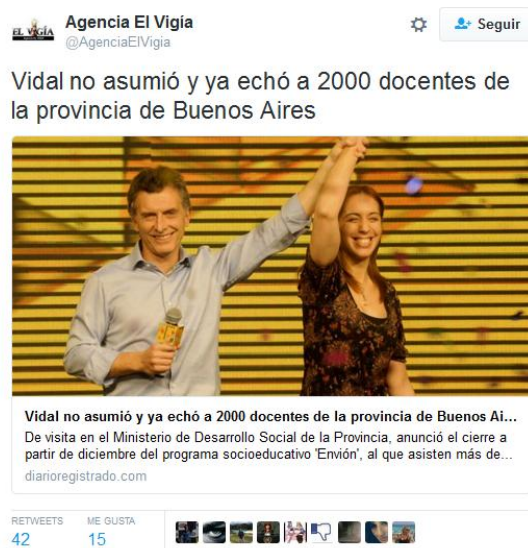 EL VIGÍA
Agencia El Vigía
@AgenciaElVigia
Seguir
Vidal no asumió y ya echó a 2000 docentes de
la provincia de Buenos Aires
Vidal no asumió y ya echó a 2000 docentes de la provincia de Buenos Ai...
De visita en el Ministerio de Desarrollo Social de la Provincia, anunció el cierre a
partir de diciembre del programa socioeducativo 'Envión', al que asisten más de...
diarioregistrado.com
RETWEETS
ME GUSTA
42
15